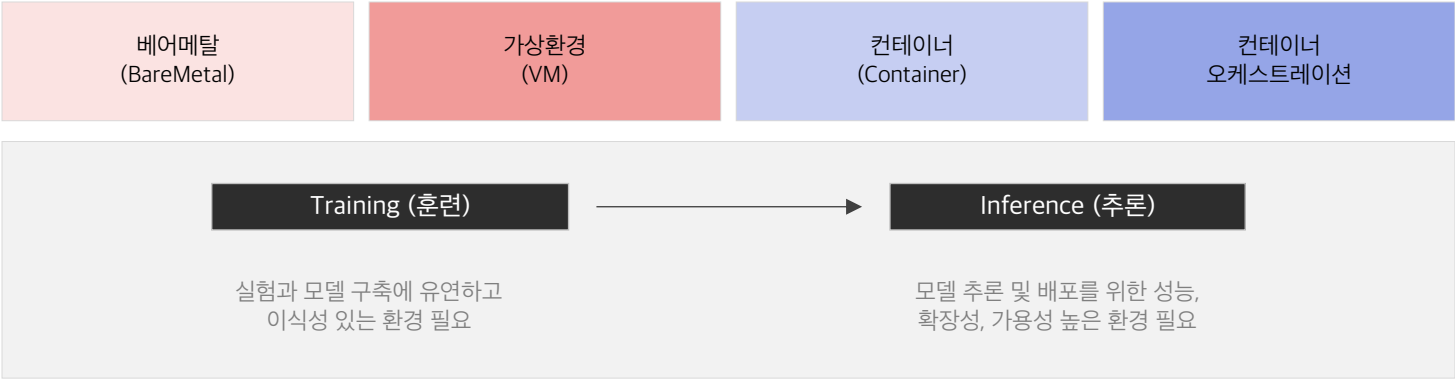 베어메탈
(BareMetal)
가상환경
(VM)
컨테이너
(Container)
컨테이너
오케스트레이션
Training (훈련)
Inference (추론)
실험과 모델 구축에 유연하고
이식성 있는 환경 필요
모델 추론 및 배포를 위한 성능,
확장성, 가용성 높은 환경 필요